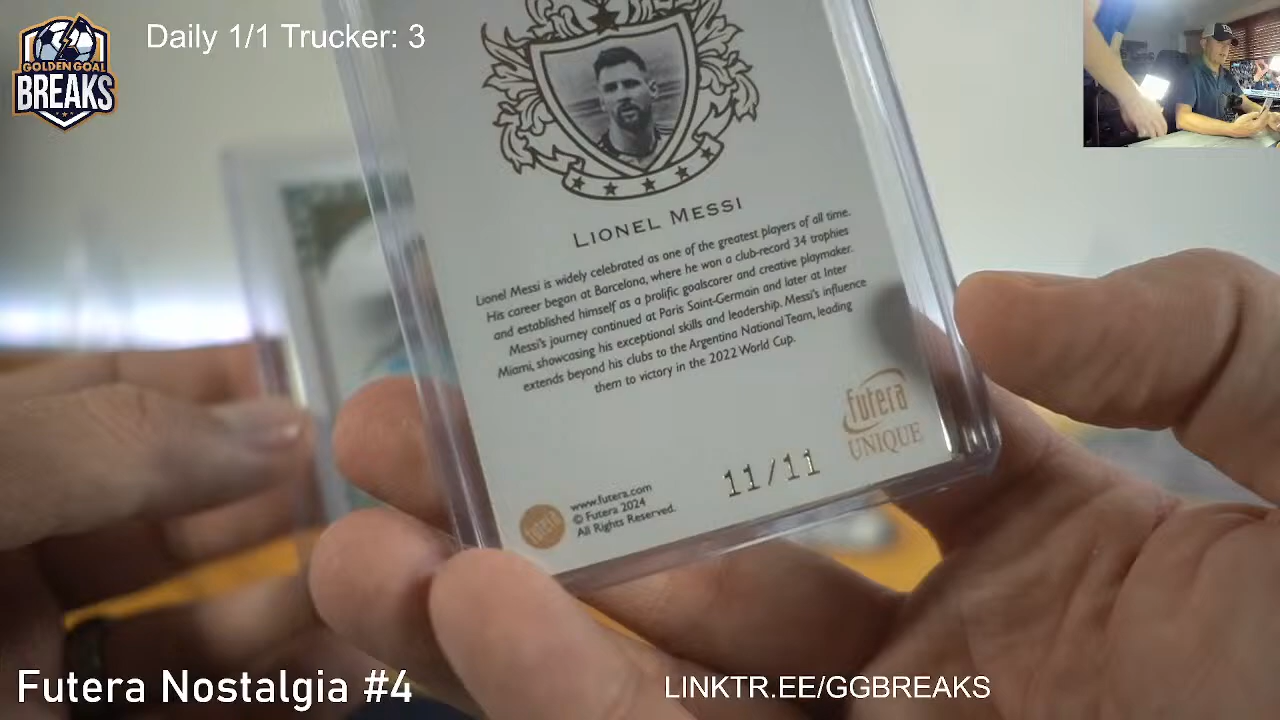 Daily 1/1 Trucker: 3
GOLDEN GOAL
BREAKS
LIONEL MESSI
Lionel Messi is widely celebrated as one of the greatest players of all time.
His career began at Barcelona, where he won a club-record 34 trophies
and established himself as a prolific goalscorer and creative playmaker.
Messi's journey continued at Paris Saint-Germain and later at Inter
Miami, showcasing his exceptional skills and leadership. Messi's influence
extends beyond his clubs to the Argentina National Team, leading
them to victory in the 2022 World Cup.
futera
UNIQUE
11/11
futera
www.futera.com
© Futera 2024
All Rights Reserved.
Futera Nostalgia #4
LINKTR.EE/GGBREAKS